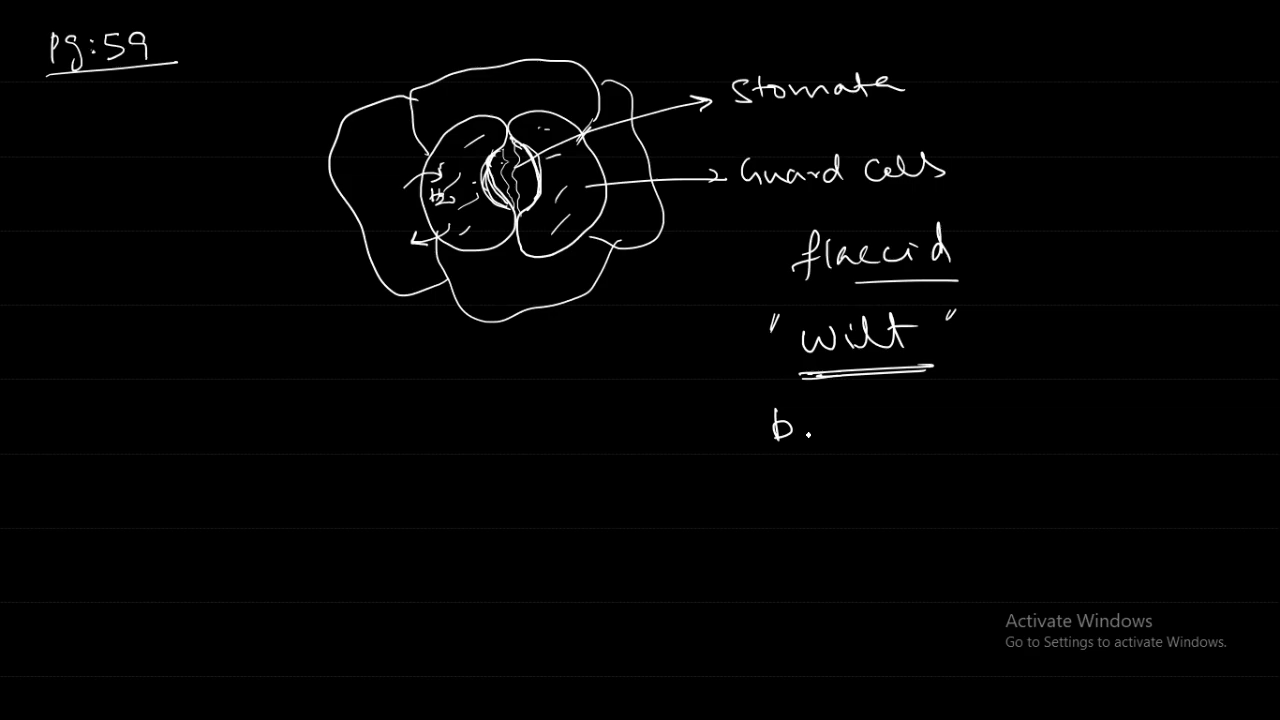 Pg:59
Stomata
Guard Cells
flaccid
"Wilt"
b.
Activate Windows
Go to Settings to activate Windows.